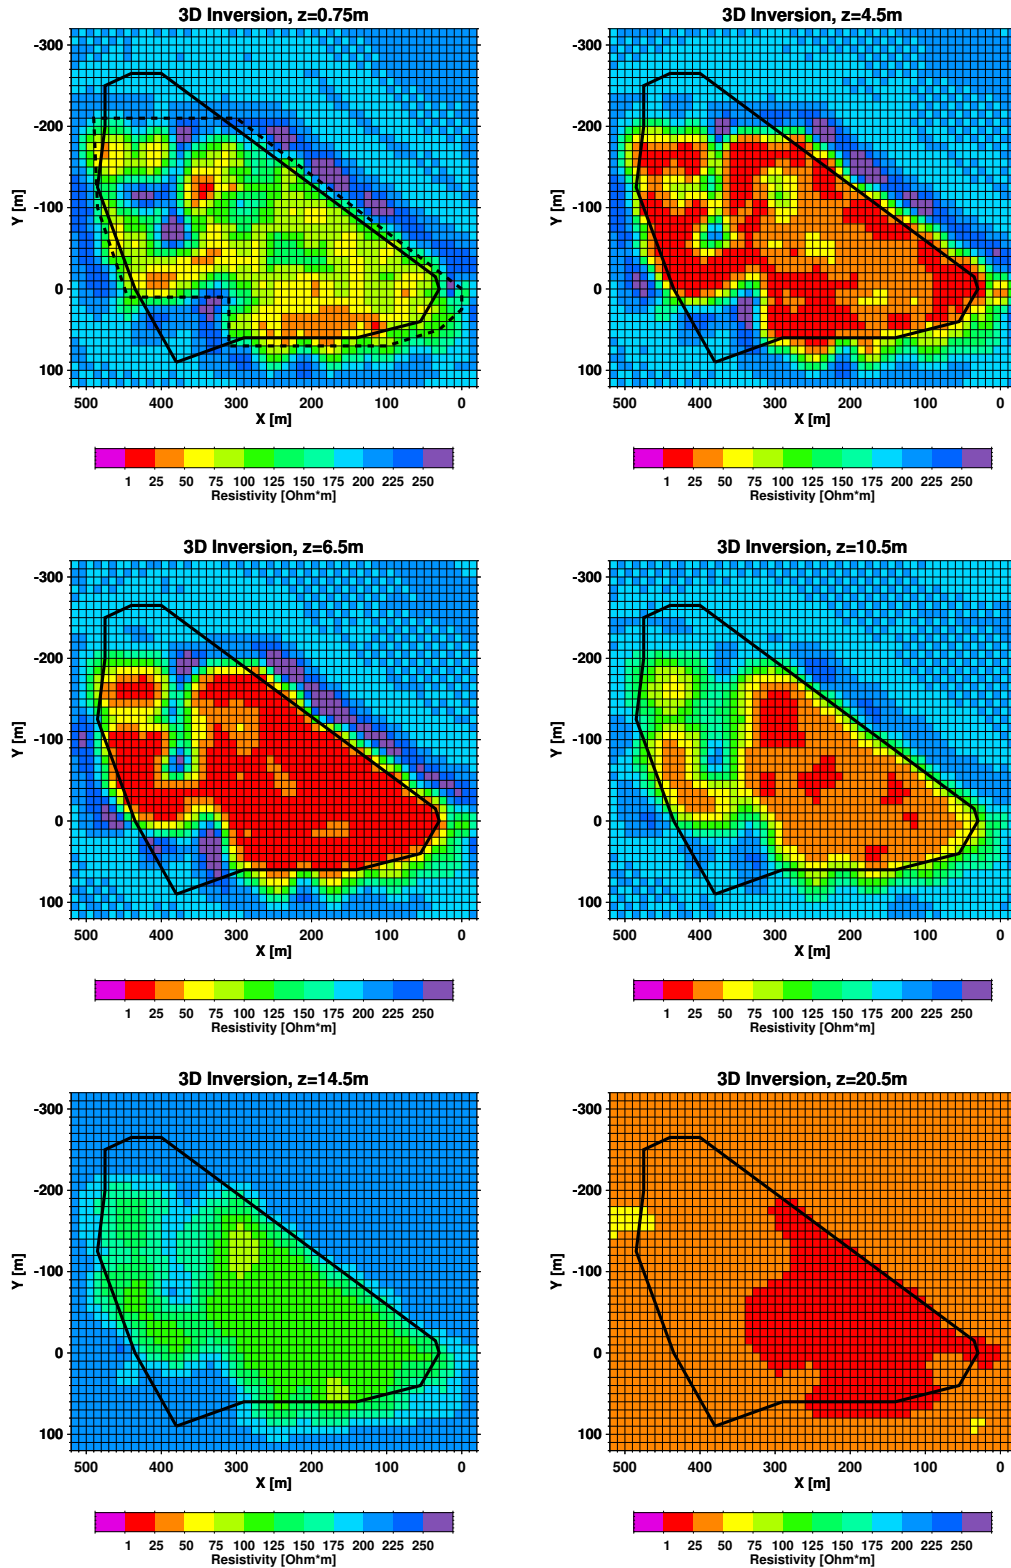 3D Inversion, z=0.75m
3D Inversion, z=4.5m
Y [m]
-300
-200
-100
0
100
500 400 300 200 100 0
X [m]
Y [m]
-300
-200
-100
0
100
500 400 300 200 100 0
X [m]
1 25 50 75 100 125 150 175 200 225 250
Resistivity [Ohm*m]
1 25 50 75 100 125 150 175 200 225 250
Resistivity [Ohm*m]
3D Inversion, z=6.5m
3D Inversion, z=10.5m
Y [m]
-300
-200
-100
0
100
500 400 300 200 100 0
X [m]
Y [m]
-300
-200
-100
0
100
500 400 300 200 100 0
X [m]
1 25 50 75 100 125 150 175 200 225 250
Resistivity [Ohm*m]
1 25 50 75 100 125 150 175 200 225 250
Resistivity [Ohm*m]
3D Inversion, z=14.5m
3D Inversion, z=20.5m
Y [m]
-300
-200
-100
0
100
500 400 300 200 100 0
X [m]
Y [m]
-300
-200
-100
0
100
500 400 300 200 100 0
X [m]
1 25 50 75 100 125 150 175 200 225 250
Resistivity [Ohm*m]
1 25 50 75 100 125 150 175 200 225 250
Resistivity [Ohm*m]